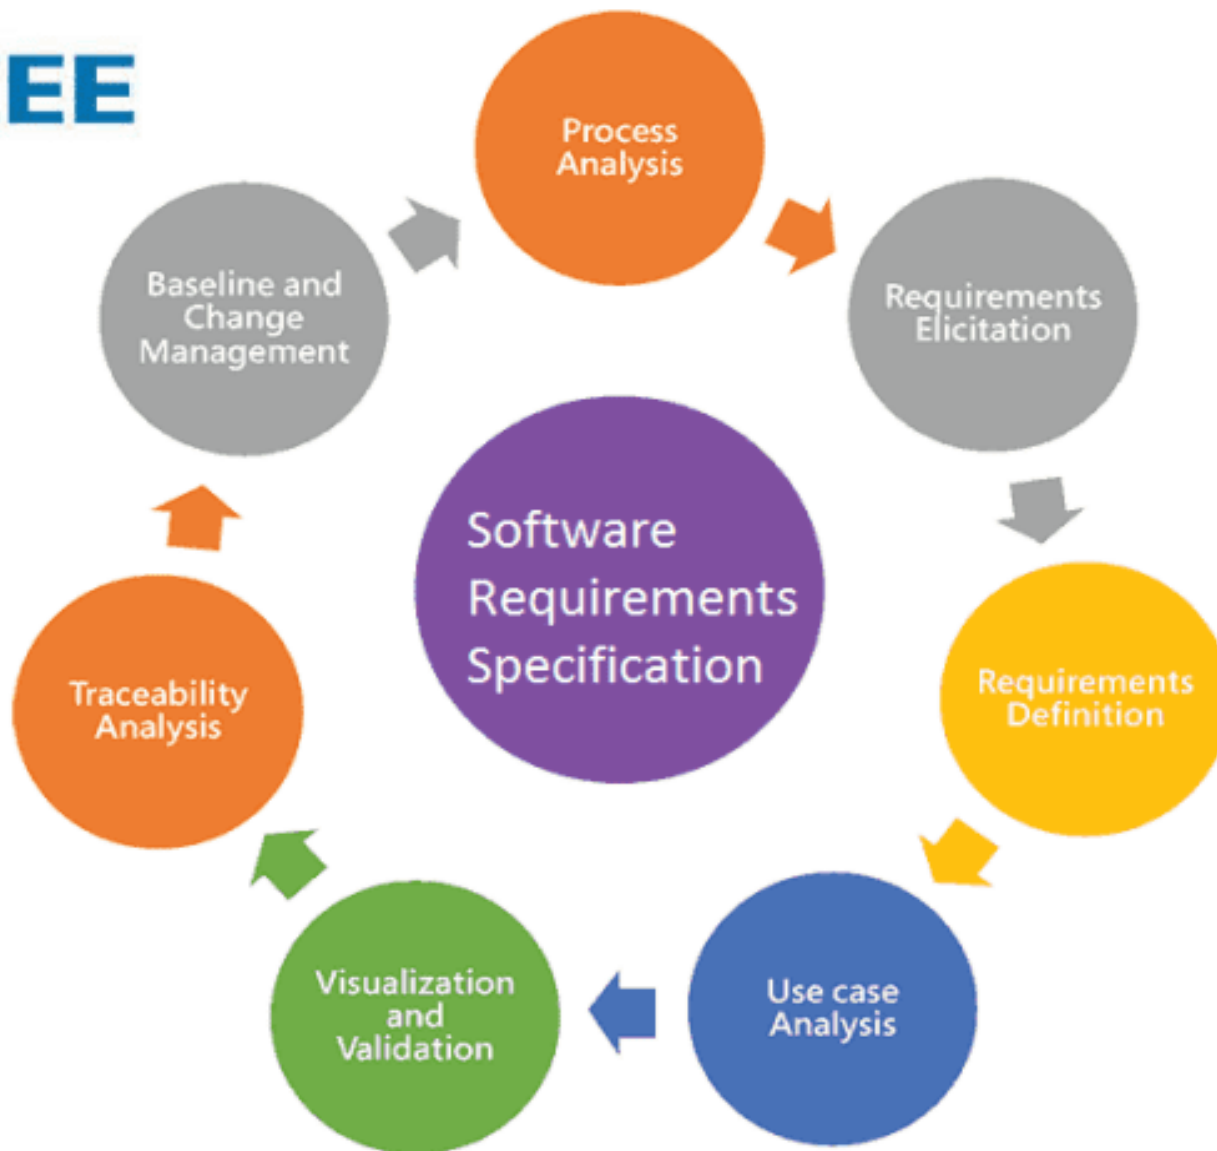 EE
Process
Analysis
Requirements
Elicitation
Requirements
Definition
Use case
Analysis
Visualization
and
Validation
Traceability
Analysis
Baseline and
Change
Management
Software
Requirements
Specification